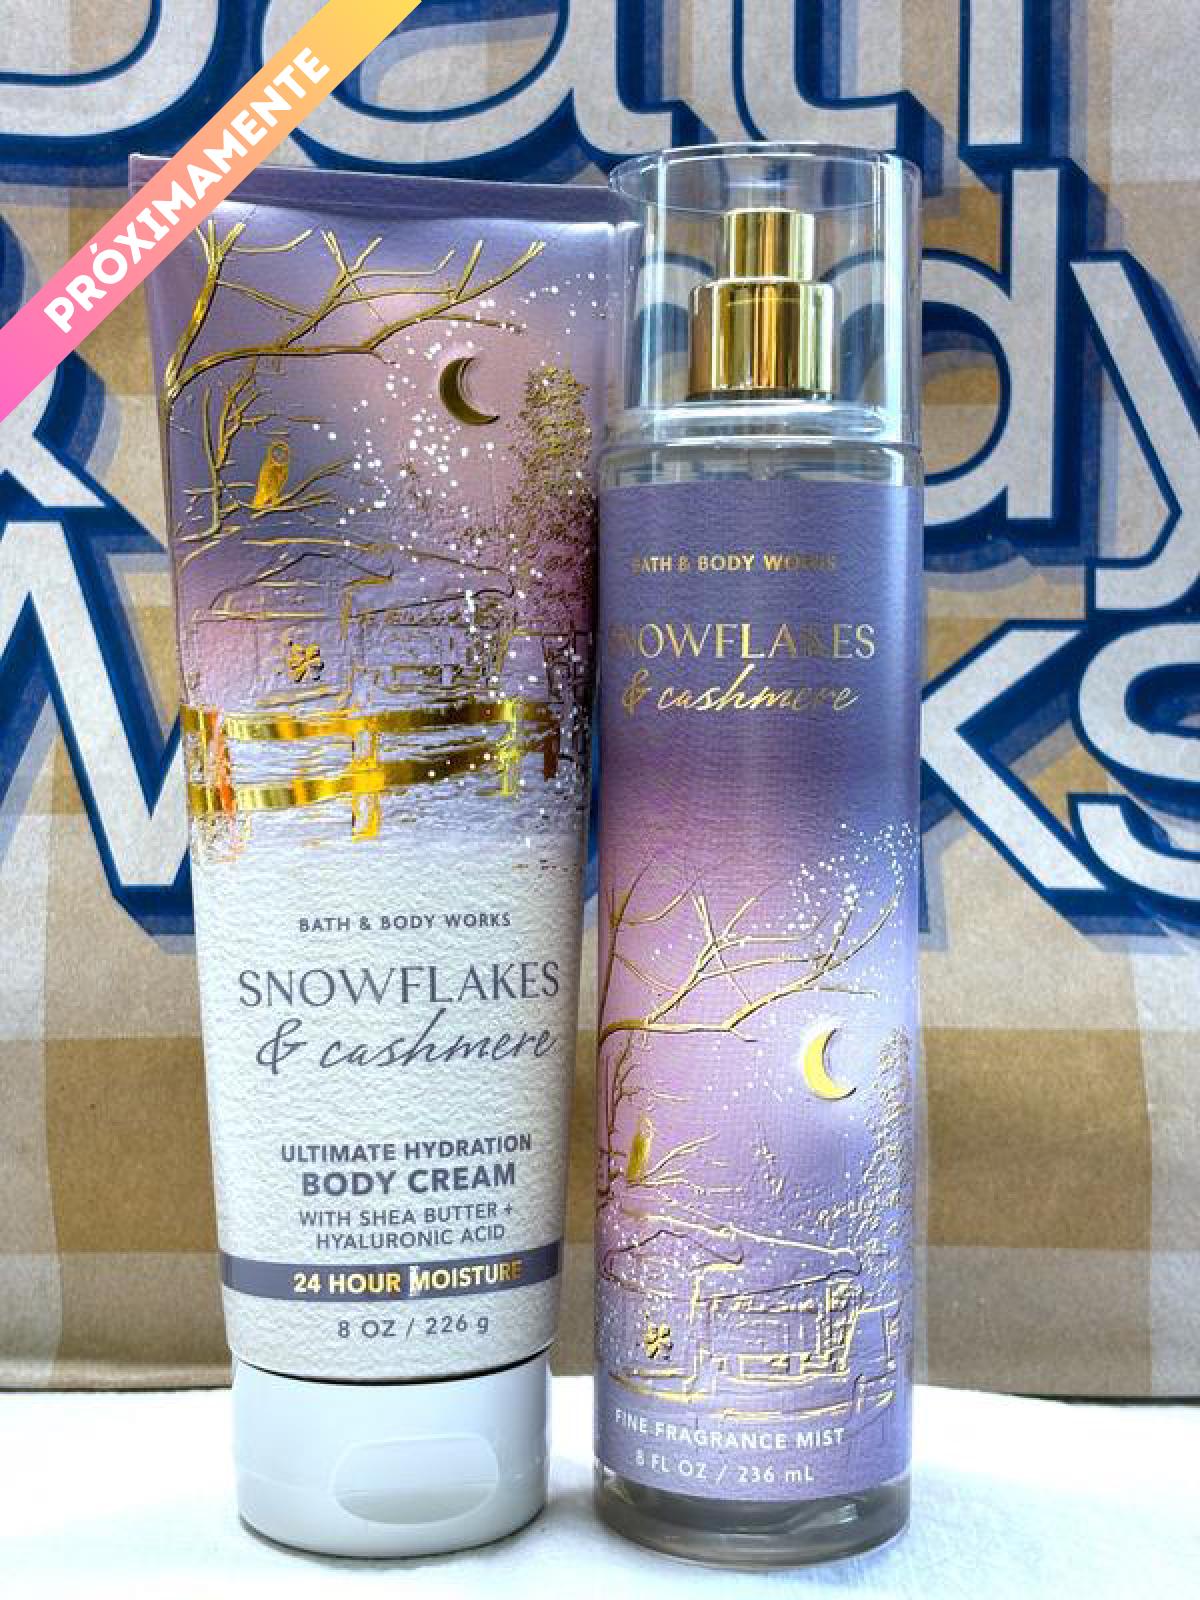 PRÓXIMAMENTE
BATH & BODY WORKS
SNOWFLAKES
& cashmere
ULTIMATE HYDRATION
BODY CREAM
WITH SHEA BUTTER +
HYALURONIC ACID
24 HOUR MOISTURE
8 OZ / 226 g
BATH & BODY WORKS
SNOWFLAKES
& cashmere
FINE FRAGRANCE MIST
8 FL OZ / 236 mL